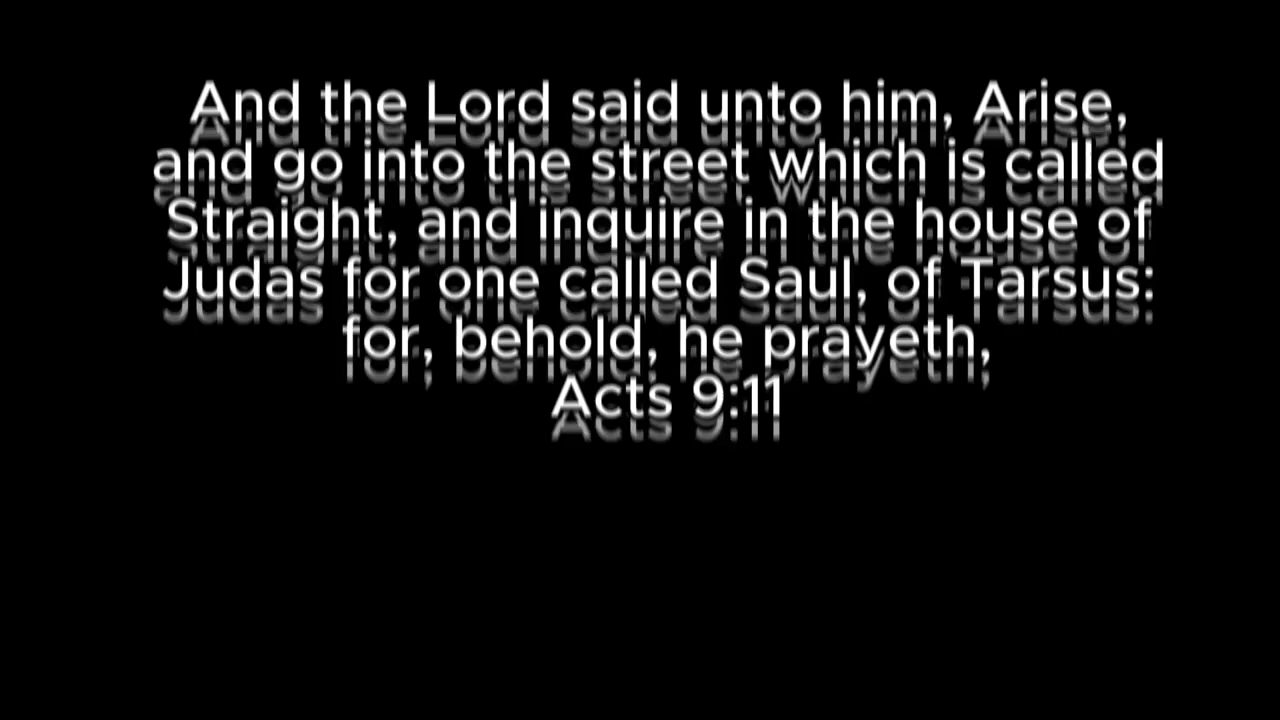 And the Lord said unto him, Arise,
and go into the street which is called
Straight, and inquire in the house of
Judas for one called Saul, of Tarsus:
for, behold, he prayeth,
Acts 9:11